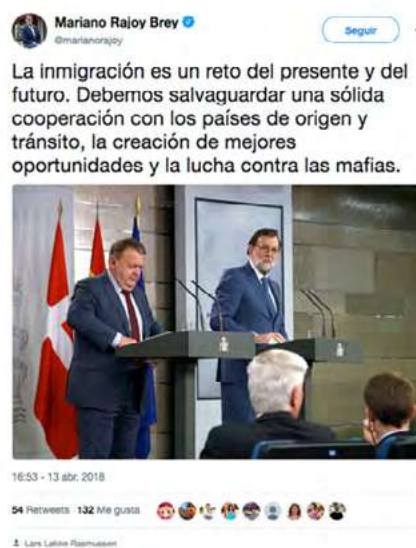 Mariano Rajoy Brey
@marianorajoy
Seguir
La inmigración es un reto del presente y del
futuro. Debemos salvaguardar una sólida
cooperación con los países de origen y
tránsito, la creación de mejores
oportunidades y la lucha contra las mafias.
16:53 - 13 abr. 2018
54 Retweets 132 Me gusta
Lars Løkke Rasmussen